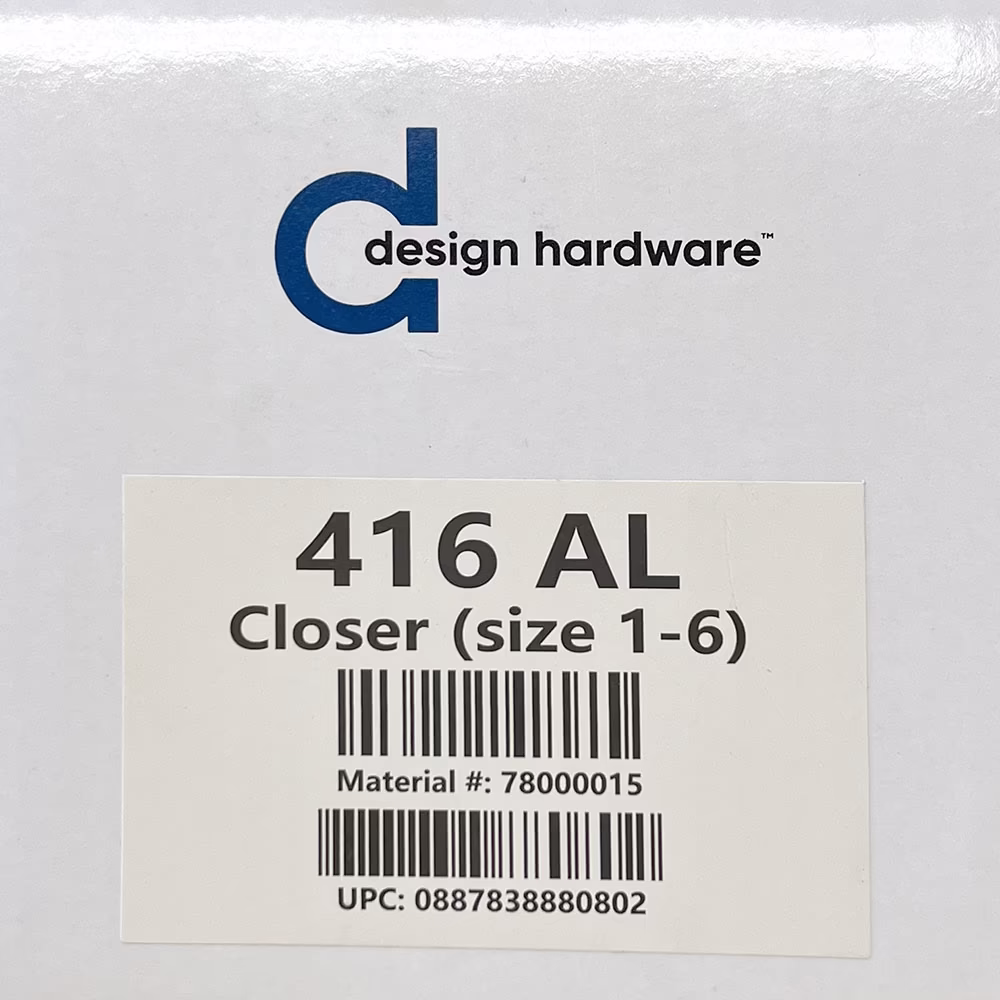 design hardware™
416 AL
Closer (size 1-6)
Material #: 78000015
UPC: 0887838880802